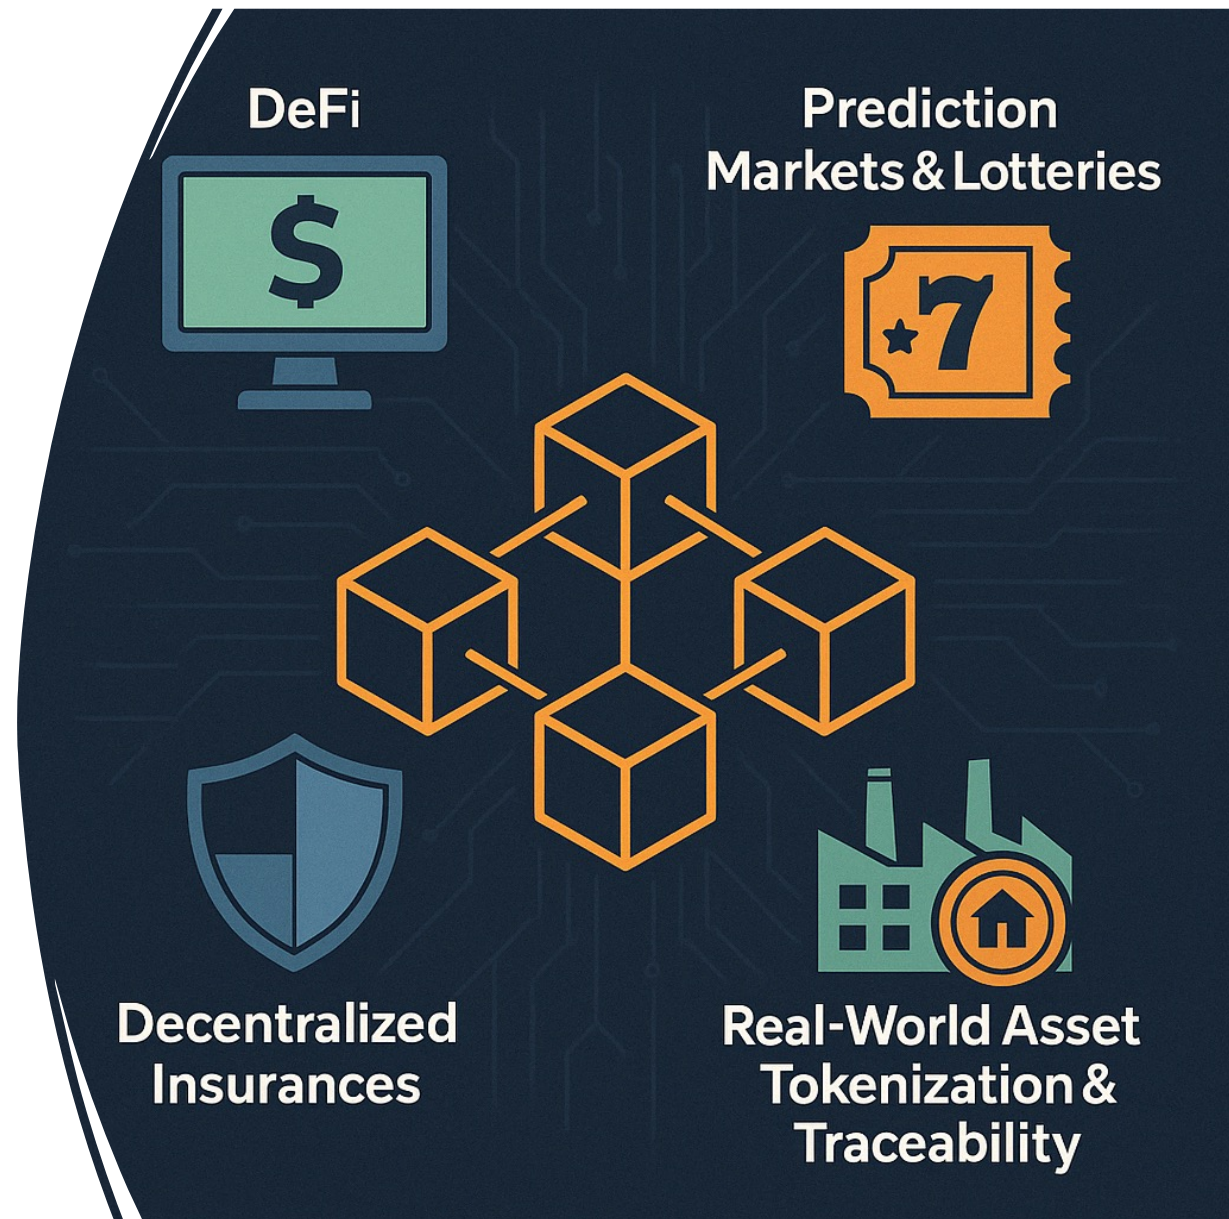 DeFi
$
Prediction
Markets & Lotteries
7
Decentralized
Insurances
Real-World Asset
Tokenization &
Traceability